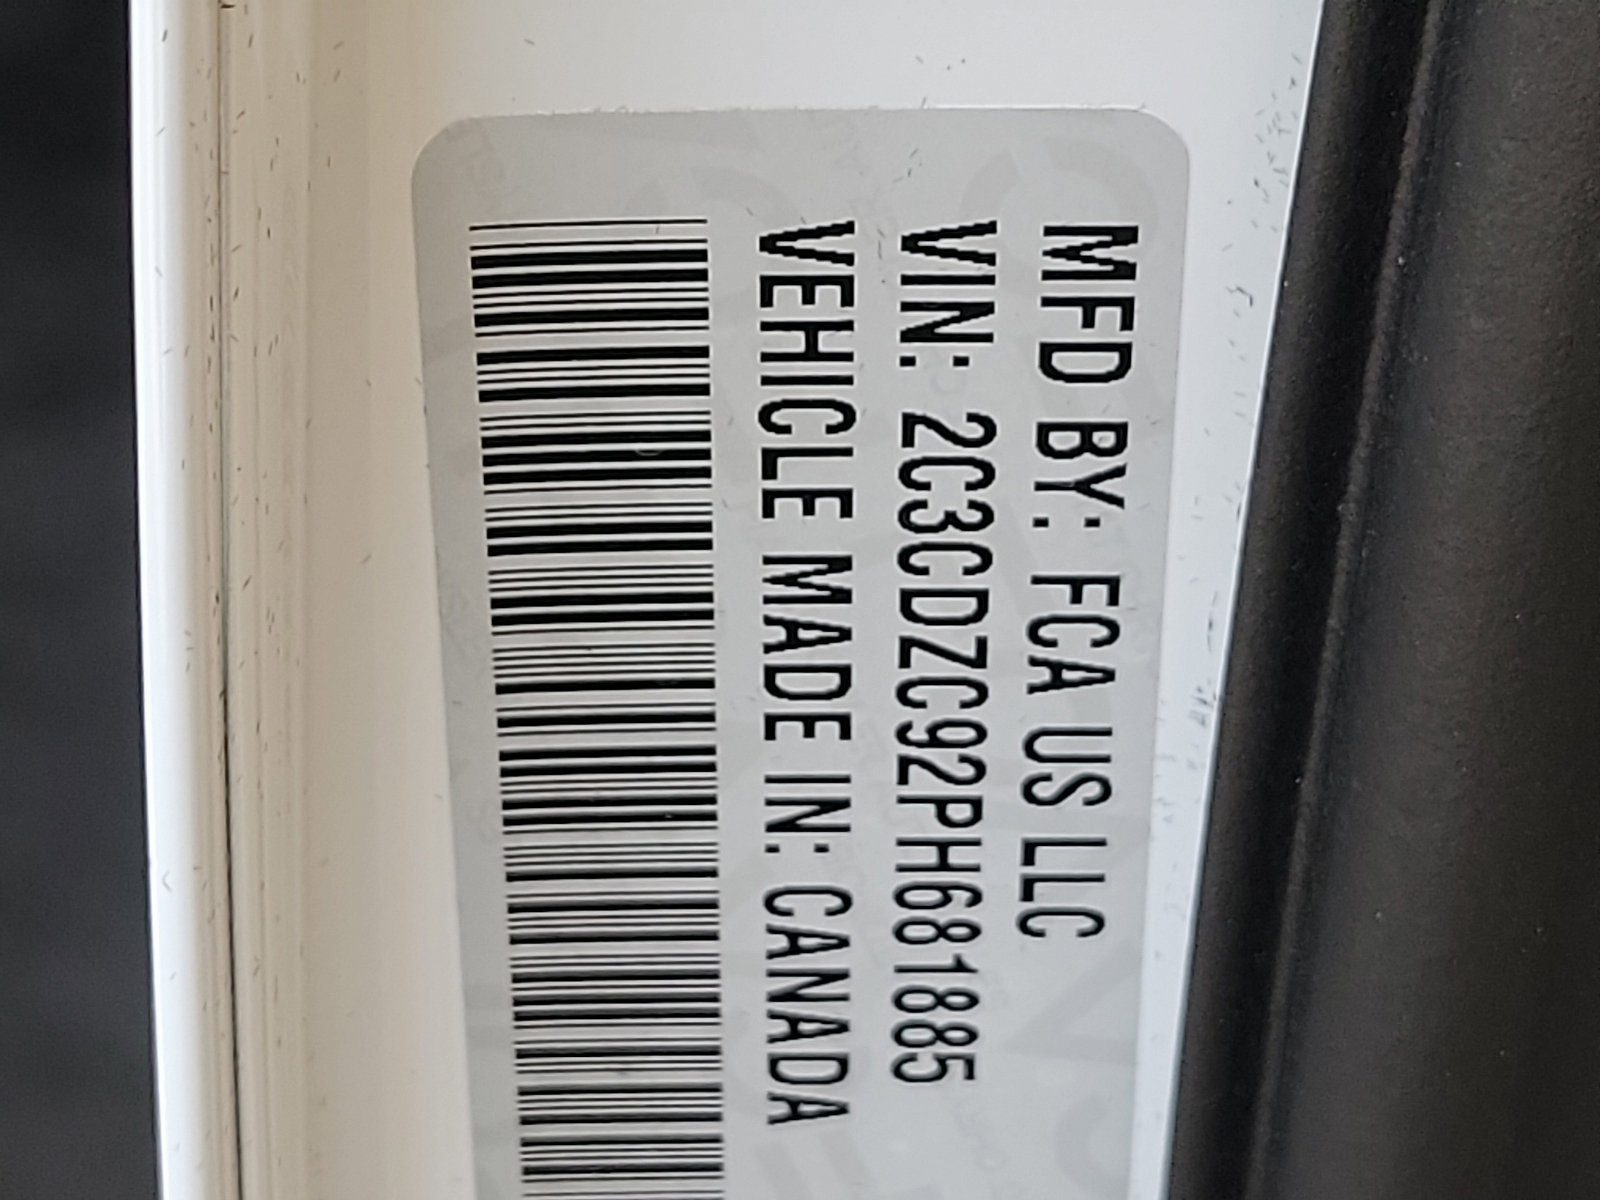 MFD BY: FCA US LLC
VIN: 2C3CDZC92PH681885
VEHICLE MADE IN: CANADA